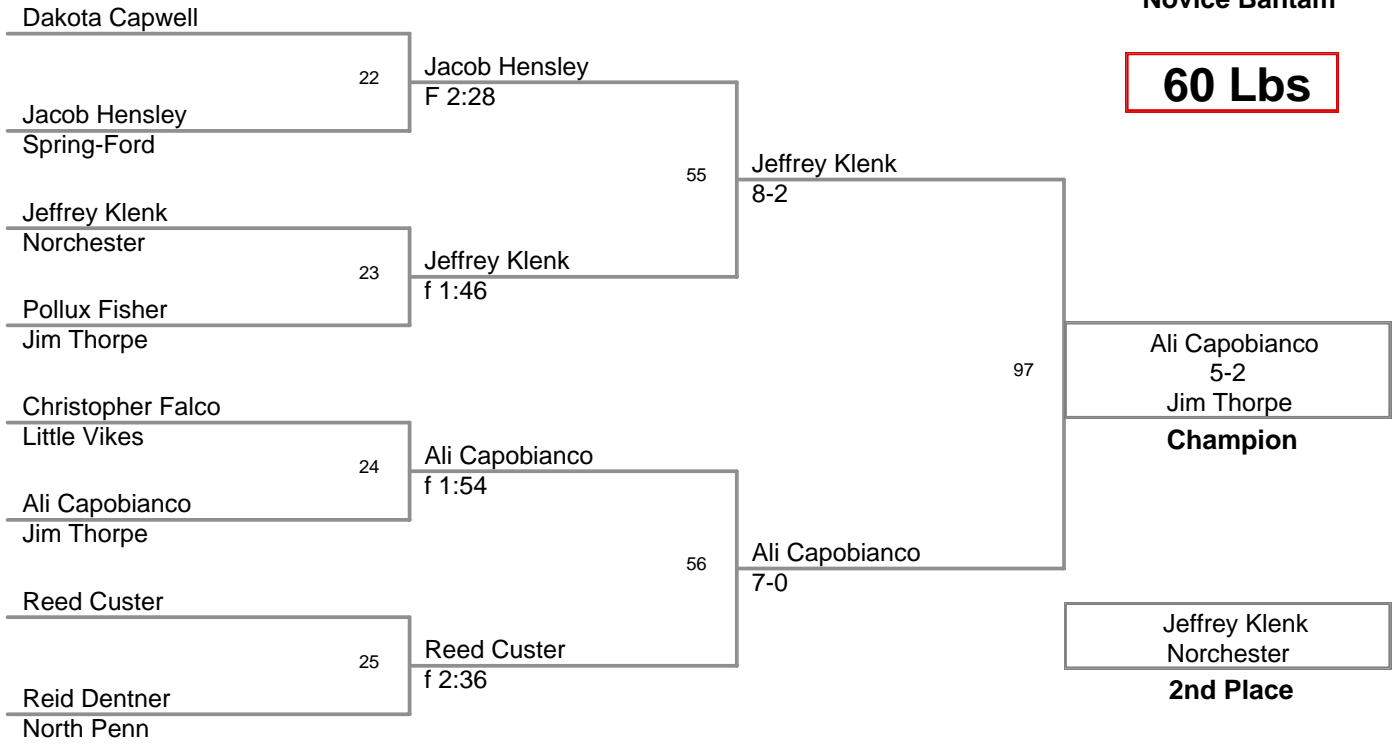 Novice Bantam
60 Lbs
Dakota Capwell
22
Jacob Hensley
F 2:28
Jacob Hensley
Spring-Ford
55
Jeffrey Klenk
8-2
Jeffrey Klenk
Norchester
23
Jeffrey Klenk
f 1:46
Pollux Fisher
Jim Thorpe
97
Ali Capobianco
5-2
Jim Thorpe
Champion
Christopher Falco
Little Vikes
24
Ali Capobianco
f 1:54
Ali Capobianco
Jim Thorpe
56
Ali Capobianco
7-0
Reed Custer
25
Reed Custer
f 2:36
Reid Dentner
North Penn
Jeffrey Klenk
Norchester
2nd Place